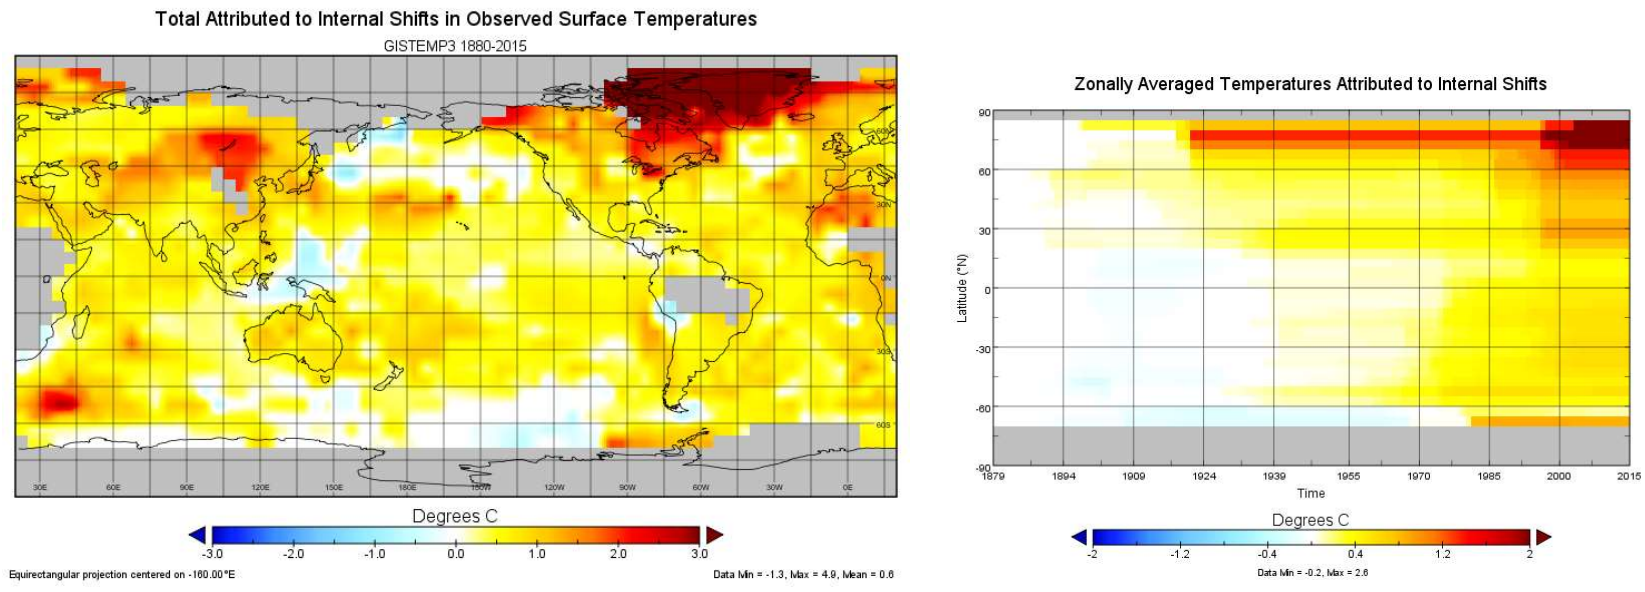 Total Attributed to Internal Shifts in Observed Surface Temperatures
GISTEMP3 1880-2015
60N
30N
0N
30S
60S
30E 60E 90E 120E 150E 180E 150W 120W 90W 60W 30W 0E
Degrees C
-3.0 -2.0 -1.0 0.0 1.0 2.0 3.0
Equirectangular projection centered on -160.00°E
Data Min = -1.3, Max = 4.9, Mean = 0.6
Zonally Averaged Temperatures Attributed to Internal Shifts
Latitude (°N)
90
60
30
0
-30
-60
-90
1879 1894 1909 1924 1939 1955 1970 1985 2000 2015
Time
Degrees C
-2 -1.2 -0.4 0.4 1.2 2
Data Min = -0.2, Max = 2.6